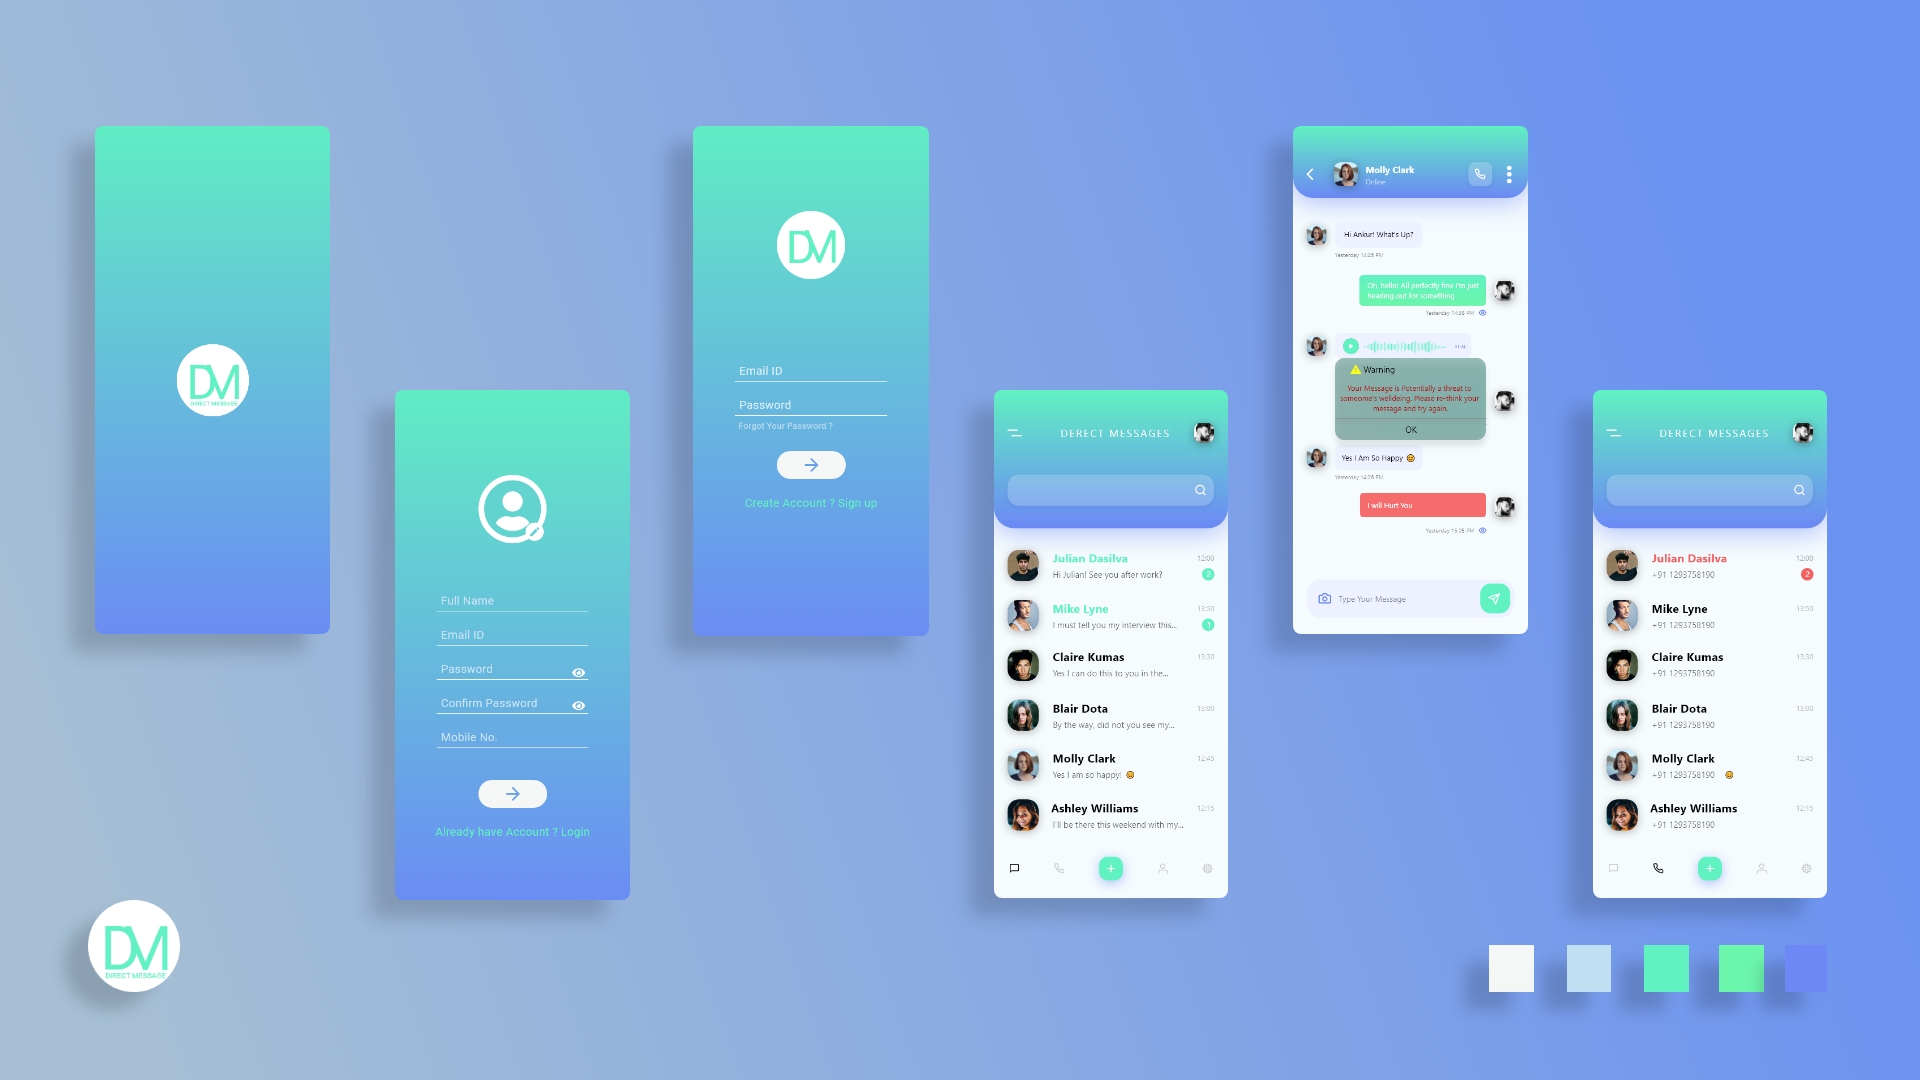 DM
DIRECT MESSAGE
Full Name
Email ID
Password
Confirm Password
Mobile No.
Already have Account ? Login
DM
Email ID
Password
Forgot Your Password ?
Create Account ? Sign up
DERECT MESSAGES
Julian Dasilva 12:00
Hi Julian! See you after work? 2
Mike Lyne 13:50
I must tell you my interview this... 1
Claire Kumas 13:30
Yes I can do this to you in the...
Blair Dota 13:00
By the way, did not you see my...
Molly Clark 12:45
Yes I am so happy! 😊
Ashley Williams 12:15
I'll be there this weekend with my...
Molly Clark
Online
Hi Ankur! What's Up?
Yesterday 14:26 PM
Oh, hello! All perfectly fine I'm just
heading out for something
Yesterday 14:36 PM
01:24
⚠ Warning
Your Message is Potentially a threat to
someome's welideing. Please re-think your
message and try again.
OK
Yes I Am So Happy 😊
Yesterday 14:26 PM
I will Hurt You
Yesterday 15:05 PM
Type Your Message
DERECT MESSAGES
Julian Dasilva 12:00
+91 1293758190 2
Mike Lyne 13:50
+91 1293758190
Claire Kumas 13:30
+91 1293758190
Blair Dota 13:00
+91 1293758190
Molly Clark 12:45
+91 1293758190 😊
Ashley Williams 12:15
+91 1293758190
DM
DIRECT MESSAGE